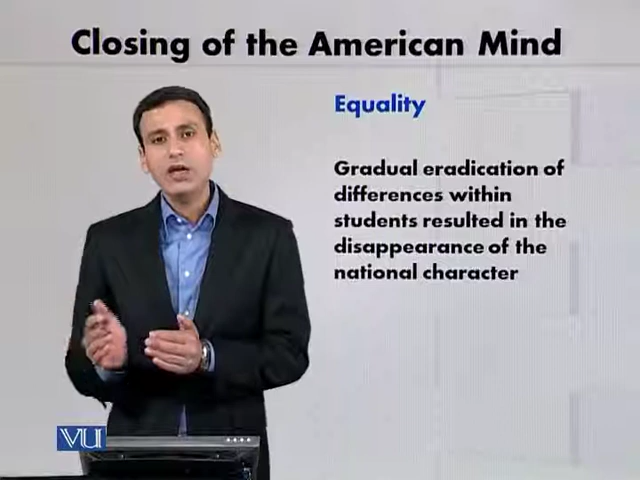 Closing of the American Mind
Equality
Gradual eradication of
differences within
students resulted in the
disappearance of the
national character
VU